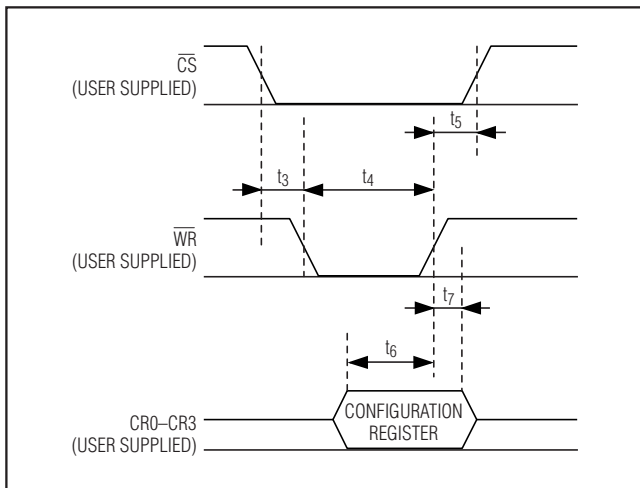 CS
(USER SUPPLIED)
t5
t3
t4
WR
(USER SUPPLIED)
t7
t6
CR0–CR3
(USER SUPPLIED)
CONFIGURATION
REGISTER